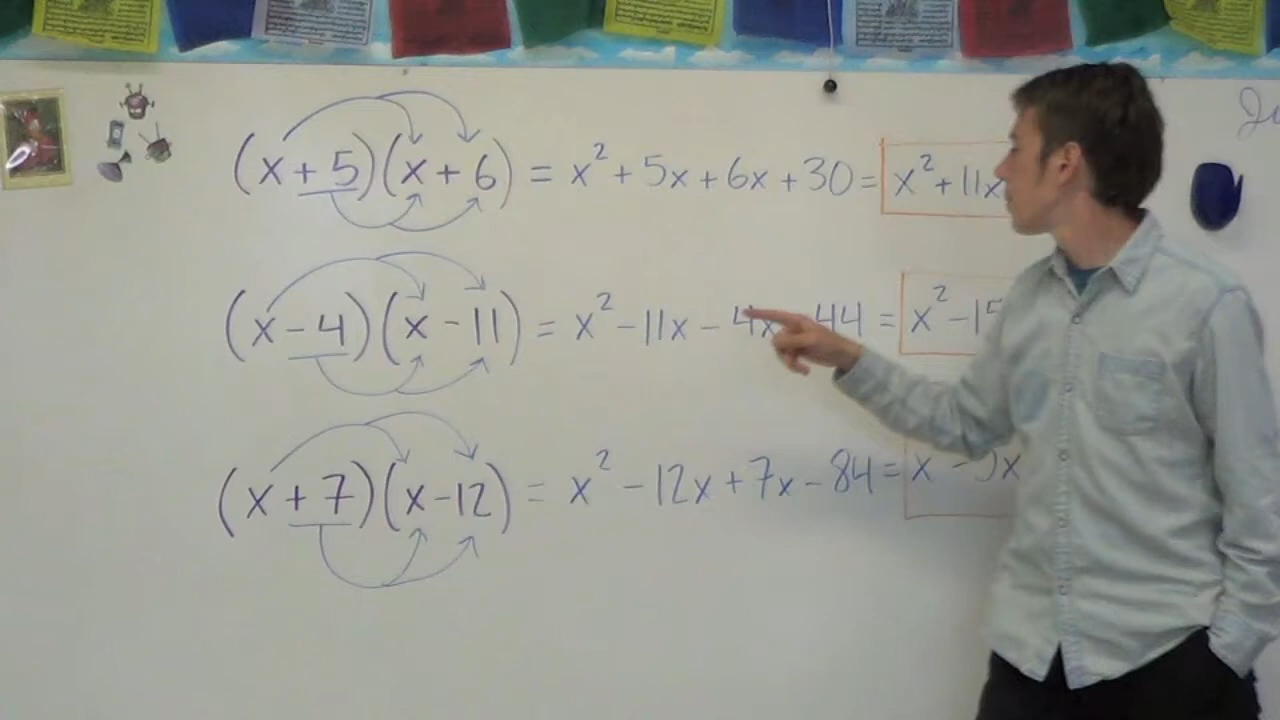 (x + 5)(x + 6) = x² + 5x + 6x + 30 = x² + 11x
(x - 4)(x - 11) = x² - 11x - 4x 44 = x² - 15
(x + 7)(x - 12) = x² - 12x + 7x - 84 = x - 5x